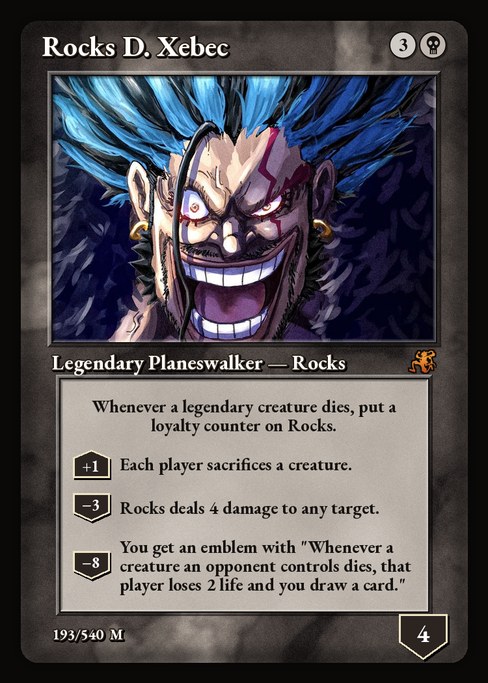 Rocks D. Xebec 3
Legendary Planeswalker — Rocks
Whenever a legendary creature dies, put a
loyalty counter on Rocks.
+1 Each player sacrifices a creature.
−3 Rocks deals 4 damage to any target.
You get an emblem with "Whenever a
−8 creature an opponent controls dies, that
player loses 2 life and you draw a card."
193/540 M 4